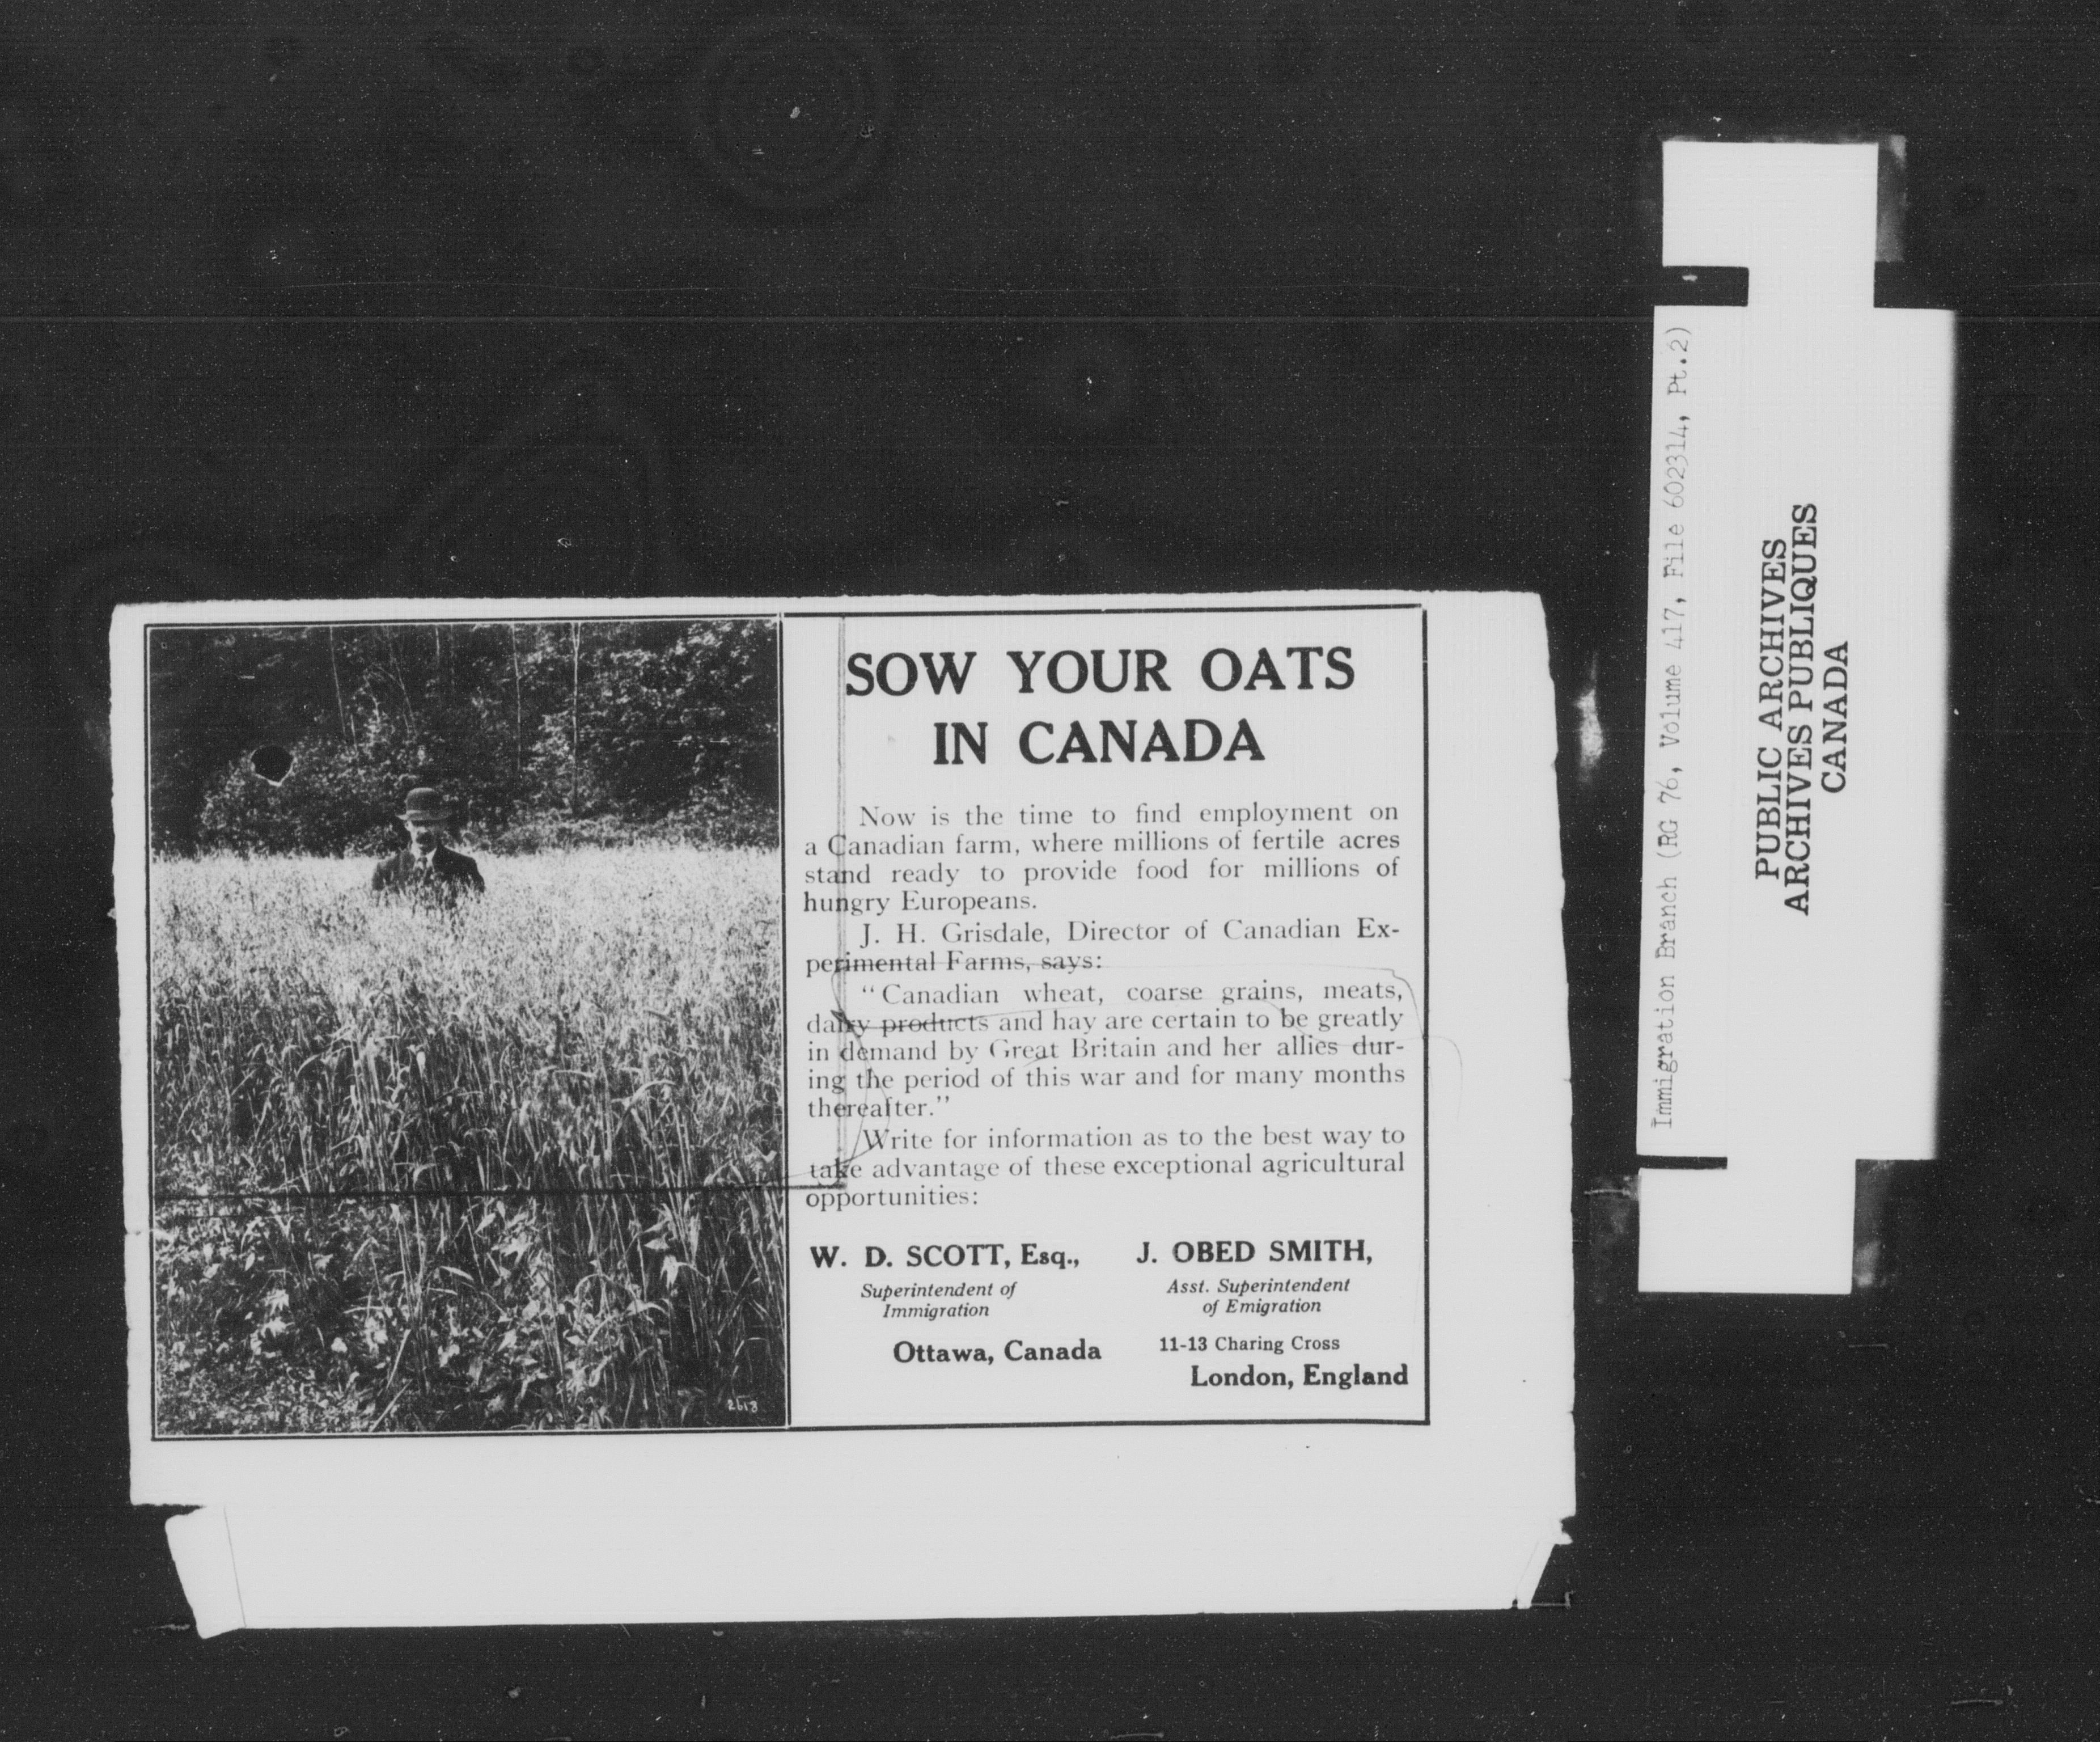 SOW YOUR OATS
IN CANADA
Now is the time to find employment on
a Canadian farm, where millions of fertile acres
stand ready to provide food for millions of
hungry Europeans.
J. H. Grisdale, Director of Canadian Ex-
perimental Farms, says:
"Canadian wheat, coarse grains, meats,
dairy products and hay are certain to be greatly
in demand by Great Britain and her allies dur-
ing the period of this war and for many months
thereafter."
Write for information as to the best way to
take advantage of these exceptional agricultural
opportunities:
W. D. SCOTT, Esq.,
Superintendent of
Immigration
Ottawa, Canada
J. OBED SMITH,
Asst. Superintendent
of Emigration
11-13 Charing Cross
London, England
2613
Immigration Branch (RG 76, Volume 417, File 602314, Pt.2)
PUBLIC ARCHIVES
ARCHIVES PUBLIQUES
CANADA